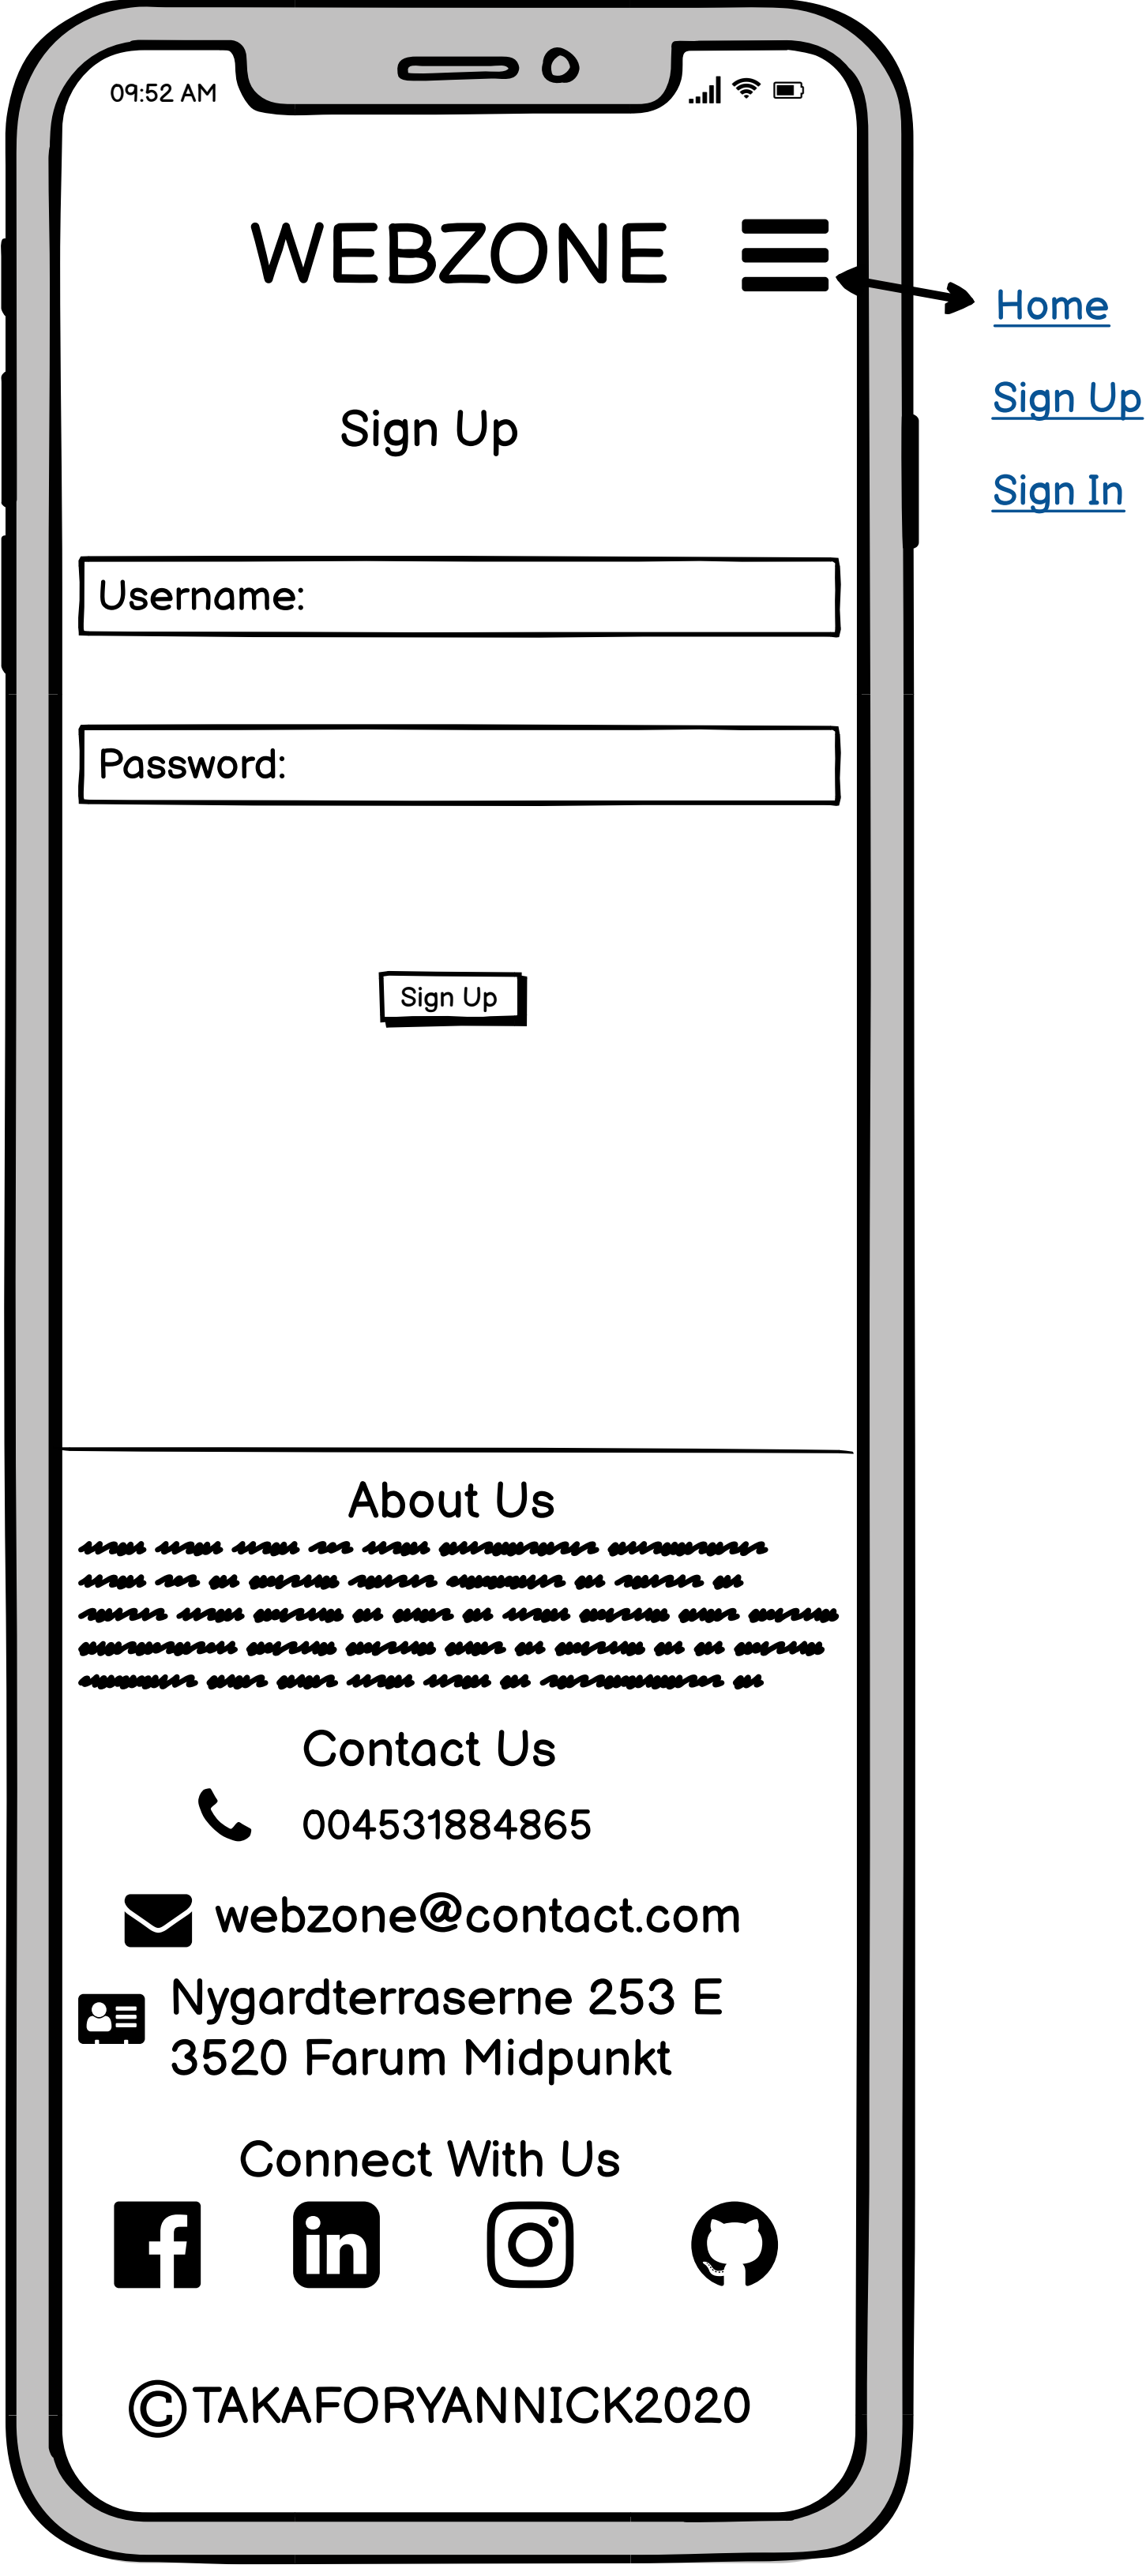 09:52 AM
WEBZONE
Home
Sign Up
Sign In
Sign Up
Username:
Password:
Sign Up
About Us
Contact Us
004531884865
webzone@contact.com
Nygardterraserne 253 E
3520 Farum Midpunkt
Connect With Us
©TAKAFORYANNICK2020